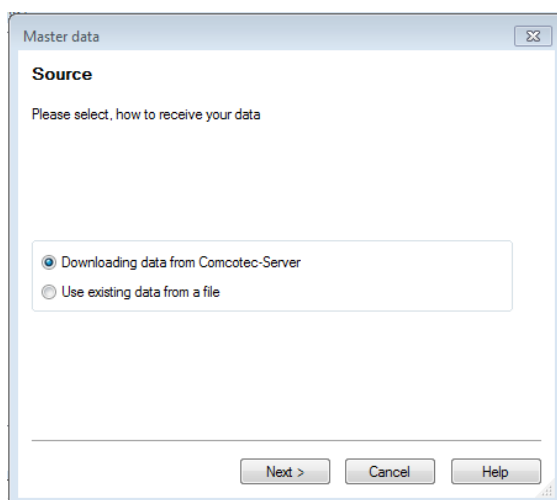 Master data
Source
Please select, how to receive your data
Downloading data from Comcotec-Server
Use existing data from a file
Next >
Cancel
Help